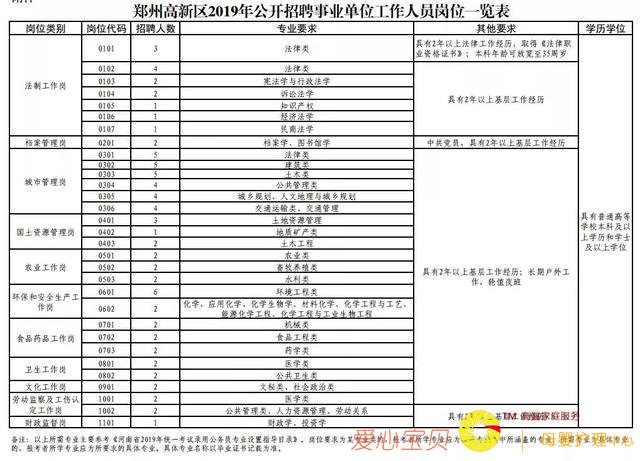 郑州高新区2019年公开招聘事业单位工作人员岗位一览表
岗位类别 岗位代码 招聘人数 专业要求 其他要求 学历学位
法制工作岗 0101 3 法律类 具有2年以上法律工作经历，取得《法律职业资格证书》；本科年龄可放宽至35周岁 具有普通高等学校本科及以上学历和学士及以上学位
0102 4 法律类 具有2年以上基层工作经历
0103 2 宪法学与行政法学
0104 2 诉讼法学
0105 1 知识产权
0106 1 经济法学
0107 1 民商法学
档案管理岗 0201 2 档案学、图书馆学 中共党员，具有2年以上基层工作经历
城市管理岗 0301 5 法律类 具有2年以上基层工作经历；长期户外工作，轮值夜班
0302 5 建筑类
0303 5 土木类
0304 4 公共管理类
0305 4 城乡规划、人文地理与城乡规划
0306 4 交通运输类、交通管理
国土资源管理岗 0401 3 土地资源管理
0402 1 地质矿产类
0403 2 土木工程
农业工作岗 0501 2 农业类
0502 2 畜牧养殖类
0503 2 水利类
环保和安全生产工作岗 0601 6 环境工程类
0602 2 化学、应用化学、化学生物学、材料化学、化学工程与工艺、能源化学工程、化学工程与工业生物工程
食品药品工作岗 0701 2 机械类
0702 2 食品工程类
0703 2 药学类
卫生工作岗 0801 2 医学类
0802 2 公共卫生类
文化工作岗 0901 2 文秘类、社会政治类
劳动监察及工伤认定工作岗 1001 2 医学类
1002 2 公共管理类、人力资源管理、劳动关系 具有2年以上基层
财政监督岗 1101 1 财政学、投资学
备注：以上所需专业主要参考《河南省2019年统一考试录用公务员专业设置指导目录》。岗位要求为某专业类的，报考者所学专业应为
的，报考者所学专业应为所要求的具体专业。具体专业名称以毕业证书记载为准。
爱心宝贝
TM 母婴家庭服务
母婴护理中心